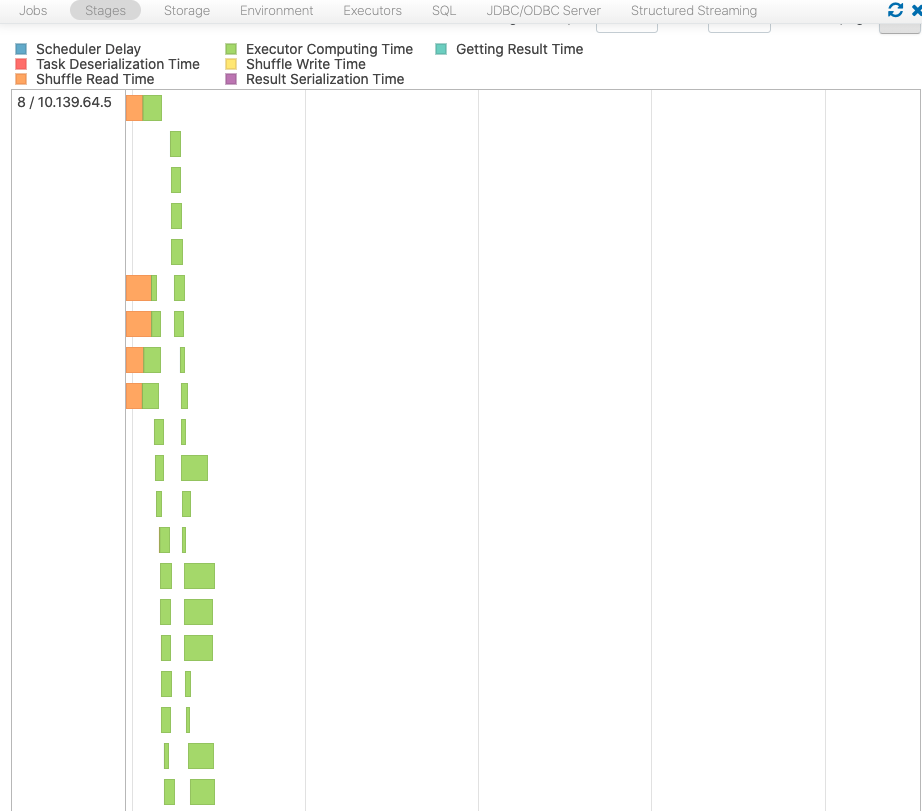 Jobs Stages Storage Environment Executors SQL JDBC/ODBC Server Structured Streaming
Scheduler Delay Executor Computing Time Getting Result Time
Task Deserialization Time Shuffle Write Time
Shuffle Read Time Result Serialization Time
8 / 10.139.64.5